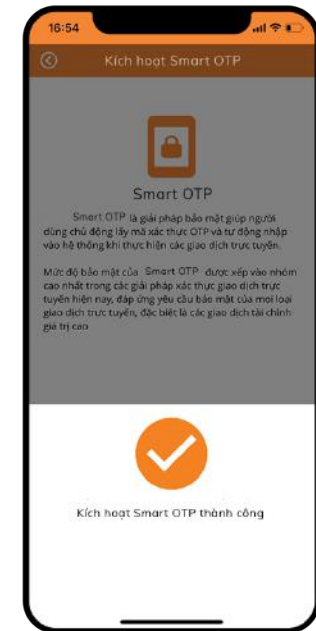 16:54
Kích hoạt Smart OTP
Smart OTP
Smart OTP là giải pháp bảo mật giúp người
dùng chủ động lấy mã xác thực OTP và tự động nhập
vào hệ thống khi thực hiện các giao dịch trực tuyến.
Mức độ bảo mật của Smart OTP được xếp vào nhóm
cao nhất trong các giải pháp xác thực giao dịch trực
tuyến hiện nay, đáp ứng yêu cầu bảo mật của mọi loại
giao dịch trực tuyến, đặc biệt là các giao dịch tài chính
giá trị cao
Kích hoạt Smart OTP thành công